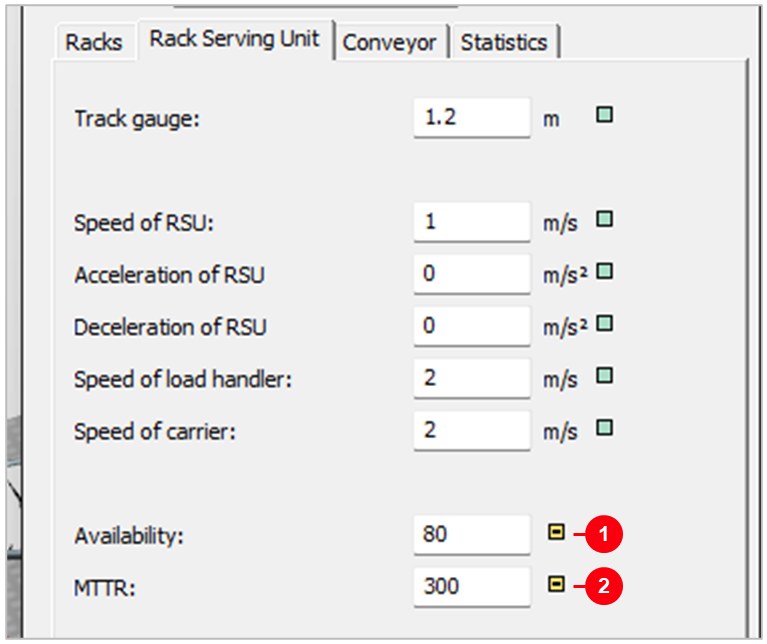 Racks Rack Serving Unit Conveyor Statistics
Track gauge: 1.2 m
Speed of RSU: 1 m/s
Acceleration of RSU 0 m/s²
Deceleration of RSU 0 m/s²
Speed of load handler: 2 m/s
Speed of carrier: 2 m/s
Availability: 80 1
MTTR: 300 2